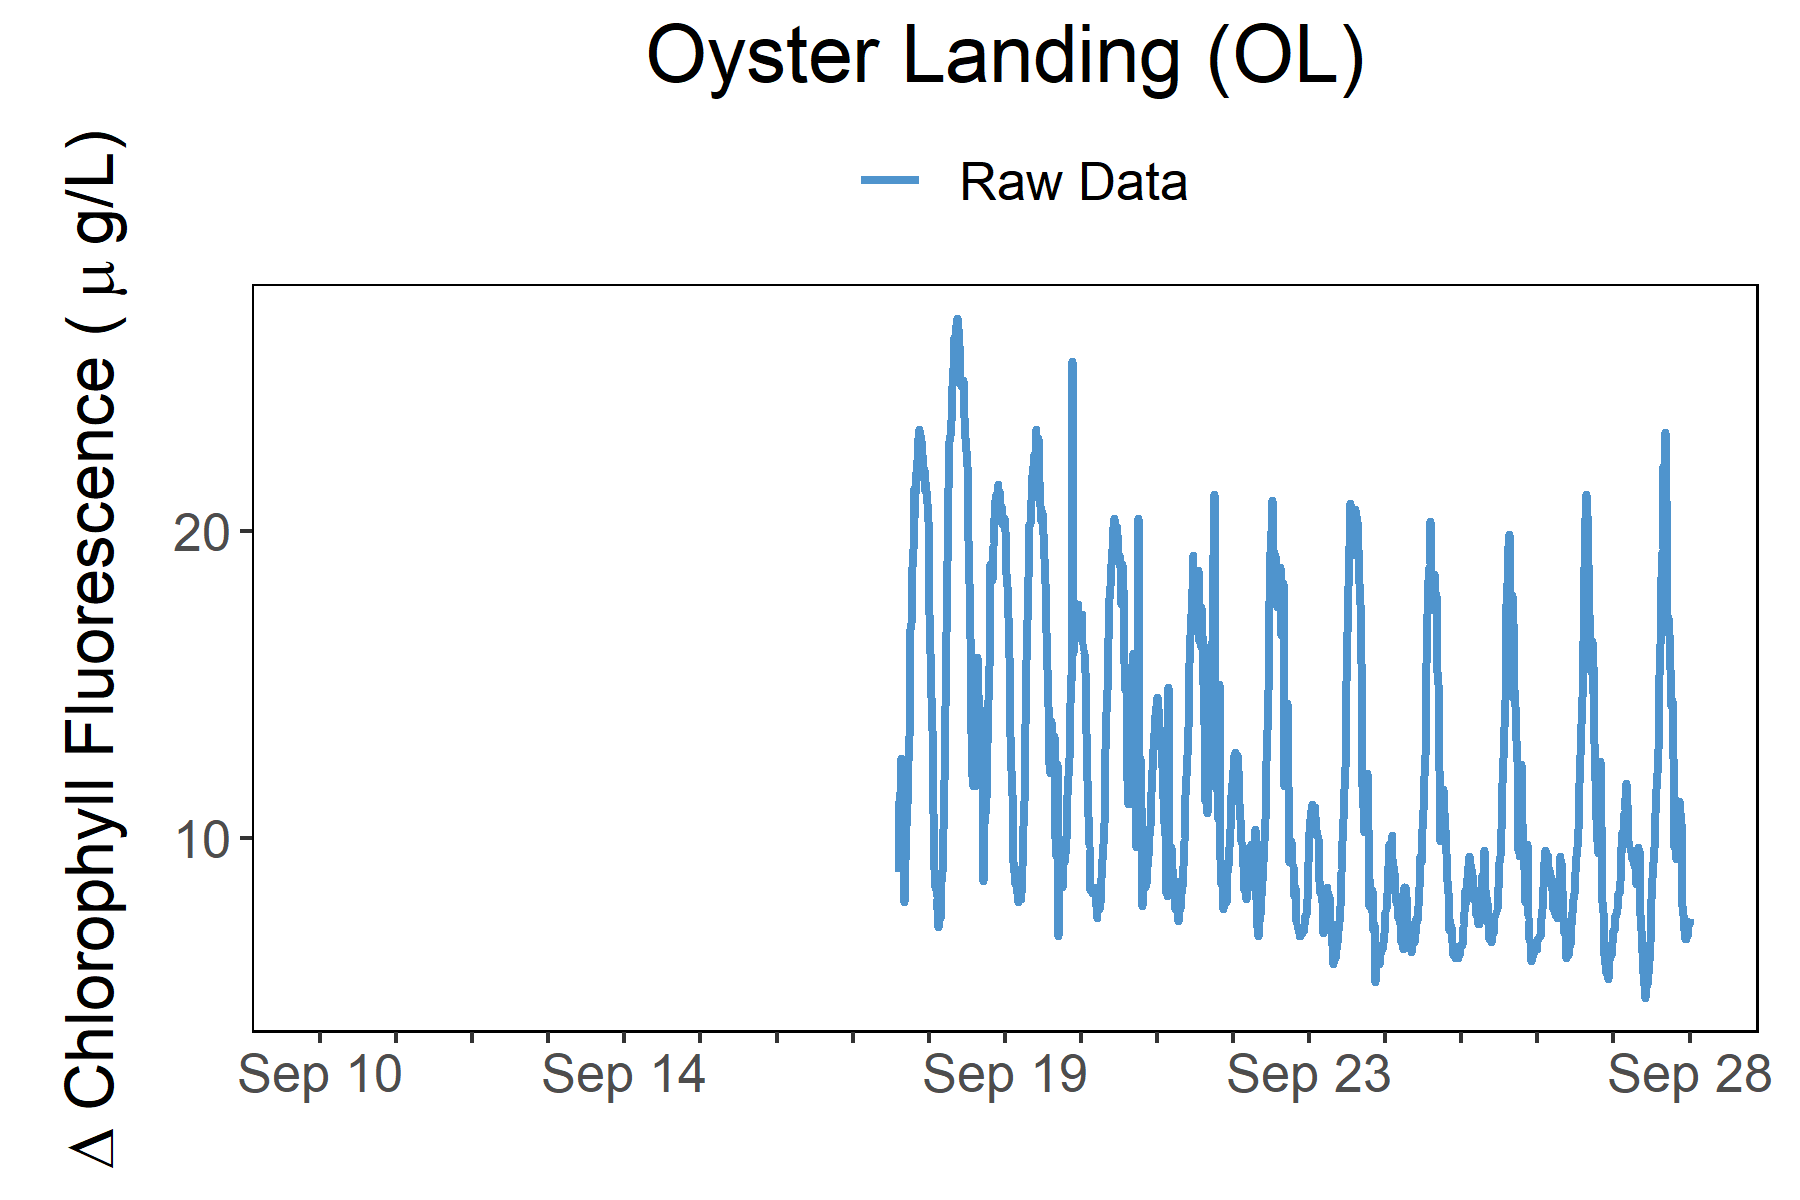 Oyster Landing (OL)
Raw Data
Δ Chlorophyll Fluorescence ( μ g/L)
20
10
Sep 10 Sep 14 Sep 19 Sep 23 Sep 28